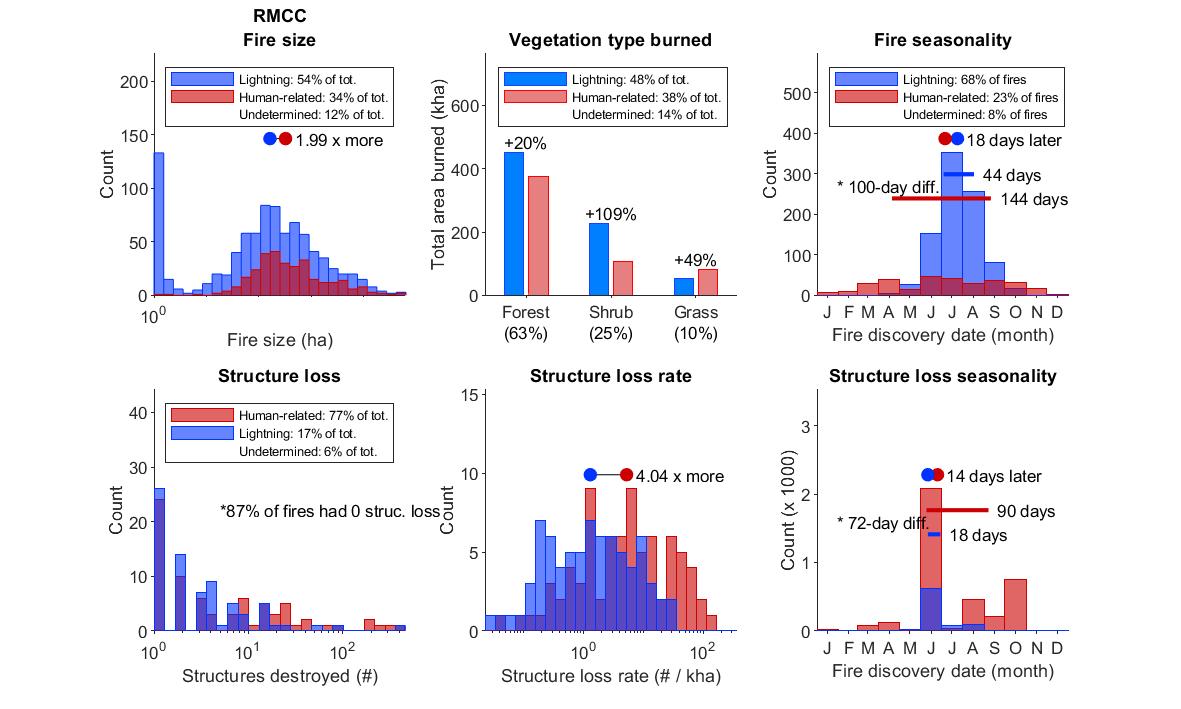 RMCC
Fire size
Count
200
150
100
50
0
Lightning: 54% of tot.
Human-related: 34% of tot.
Undetermined: 12% of tot.
1.99 x more
10^0
Fire size (ha)
Vegetation type burned
Total area burned (kha)
600
400
200
0
Lightning: 48% of tot.
Human-related: 38% of tot.
Undetermined: 14% of tot.
+20%
+109%
+49%
Forest Shrub Grass
(63%) (25%) (10%)
Fire seasonality
Count
500
400
300
200
100
0
Lightning: 68% of fires
Human-related: 23% of fires
Undetermined: 8% of fires
18 days later
44 days
* 100-day diff.
144 days
J F M A M J J A S O N D
Fire discovery date (month)
Structure loss
Count
40
30
20
10
0
Human-related: 77% of tot.
Lightning: 17% of tot.
Undetermined: 6% of tot.
*87% of fires had 0 struc. loss
10^0 10^1 10^2
Structures destroyed (#)
Structure loss rate
Count
15
10
5
0
4.04 x more
10^0 10^2
Structure loss rate (# / kha)
Structure loss seasonality
Count (x 1000)
3
2
1
0
14 days later
90 days
* 72-day diff.
18 days
J F M A M J J A S O N D
Fire discovery date (month)